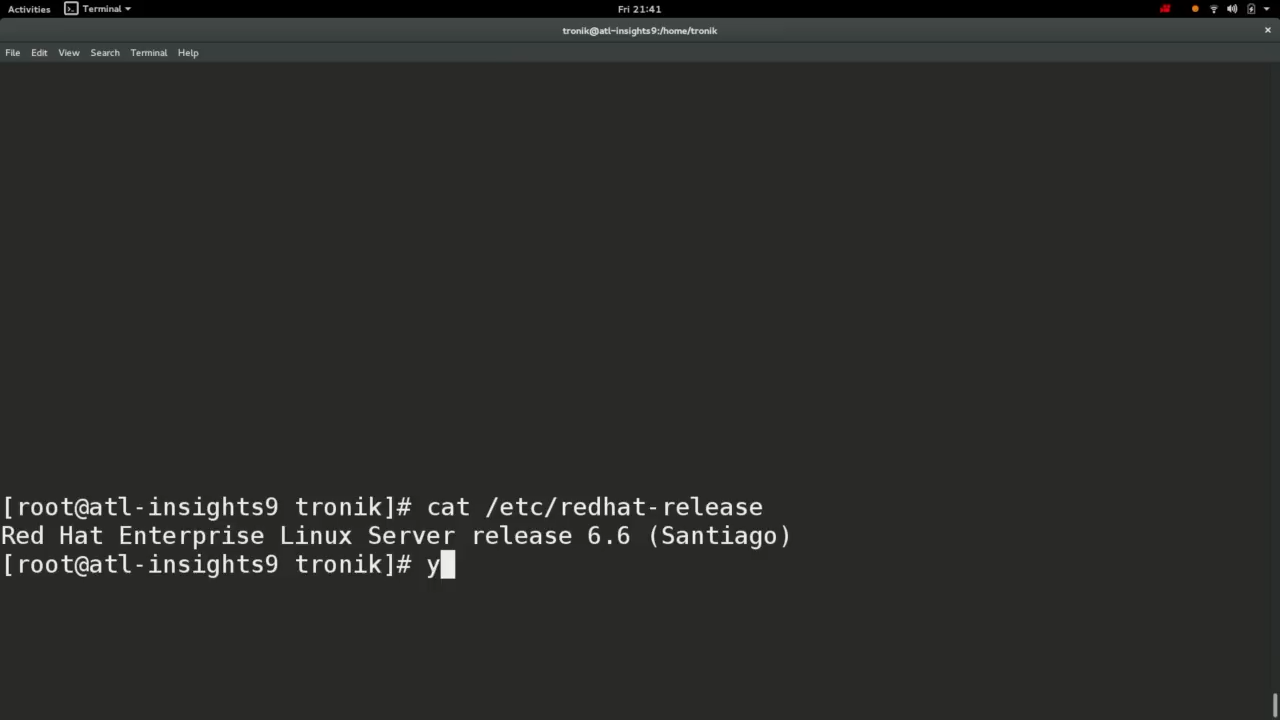 Activities Terminal Fri 21:41
tronik@atl-insights9:/home/tronik
File Edit View Search Terminal Help
[root@atl-insights9 tronik]# cat /etc/redhat-release
Red Hat Enterprise Linux Server release 6.6 (Santiago)
[root@atl-insights9 tronik]# y